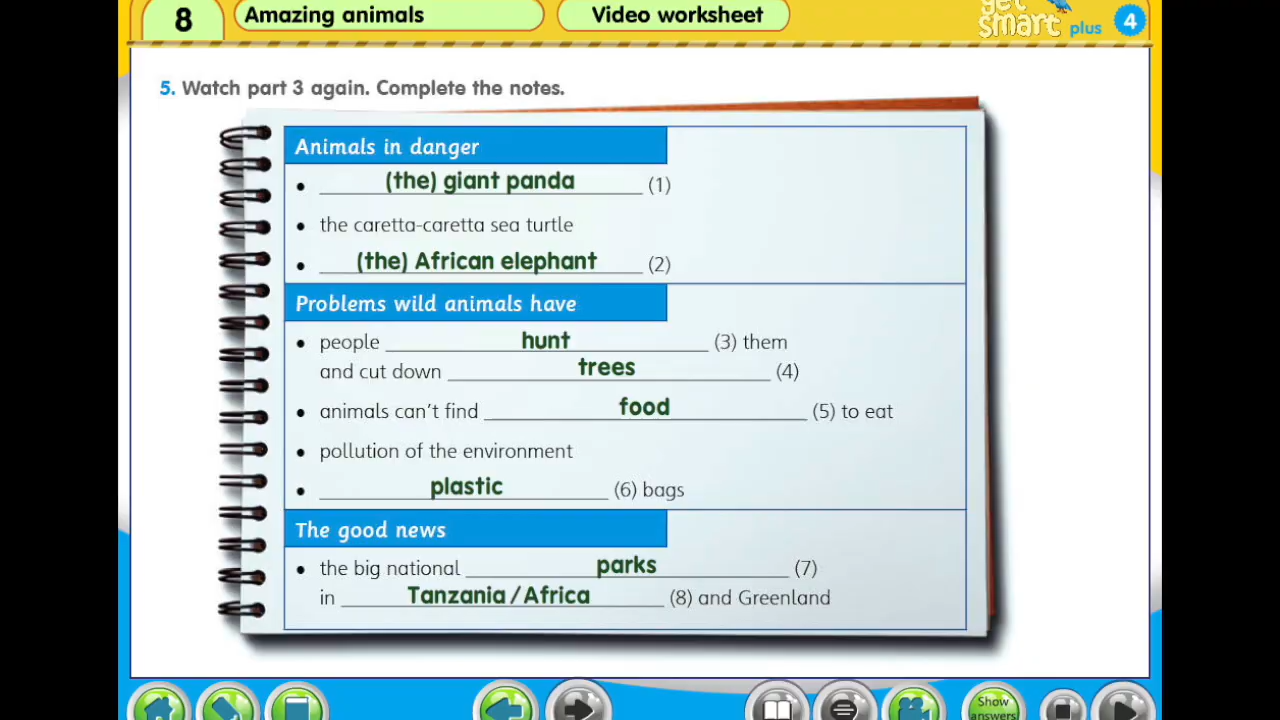 8 Amazing animals Video worksheet get smart plus 4
5. Watch part 3 again. Complete the notes.
Animals in danger
• (the) giant panda (1)
• the caretta-caretta sea turtle
• (the) African elephant (2)
Problems wild animals have
• people hunt (3) them
and cut down trees (4)
• animals can't find food (5) to eat
• pollution of the environment
• plastic (6) bags
The good news
• the big national parks (7)
in Tanzania / Africa (8) and Greenland
Show
answers